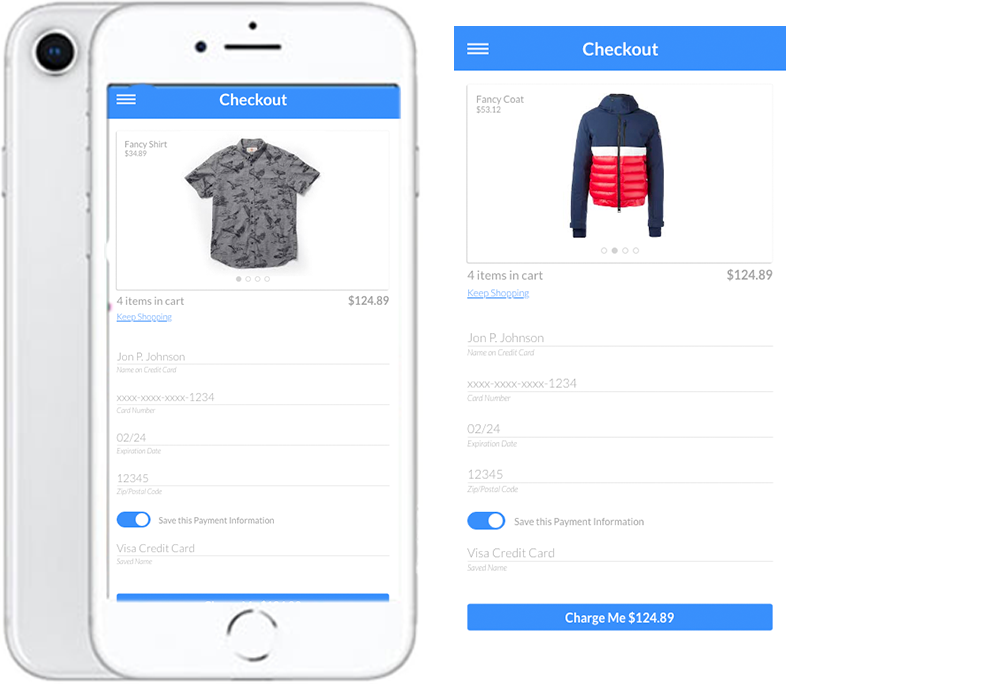 Checkout
Fancy Shirt
$34.89
4 items in cart $124.89
Keep Shopping
Jon P. Johnson
Name on Credit Card
xxxx-xxxx-xxxx-1234
Card Number
02/24
Expiration Date
12345
Zip/Postal Code
Save this Payment Information
Visa Credit Card
Saved Name
Checkout
Fancy Coat
$53.12
4 items in cart $124.89
Keep Shopping
Jon P. Johnson
Name on Credit Card
xxxx-xxxx-xxxx-1234
Card Number
02/24
Expiration Date
12345
Zip/Postal Code
Save this Payment Information
Visa Credit Card
Saved Name
Charge Me $124.89